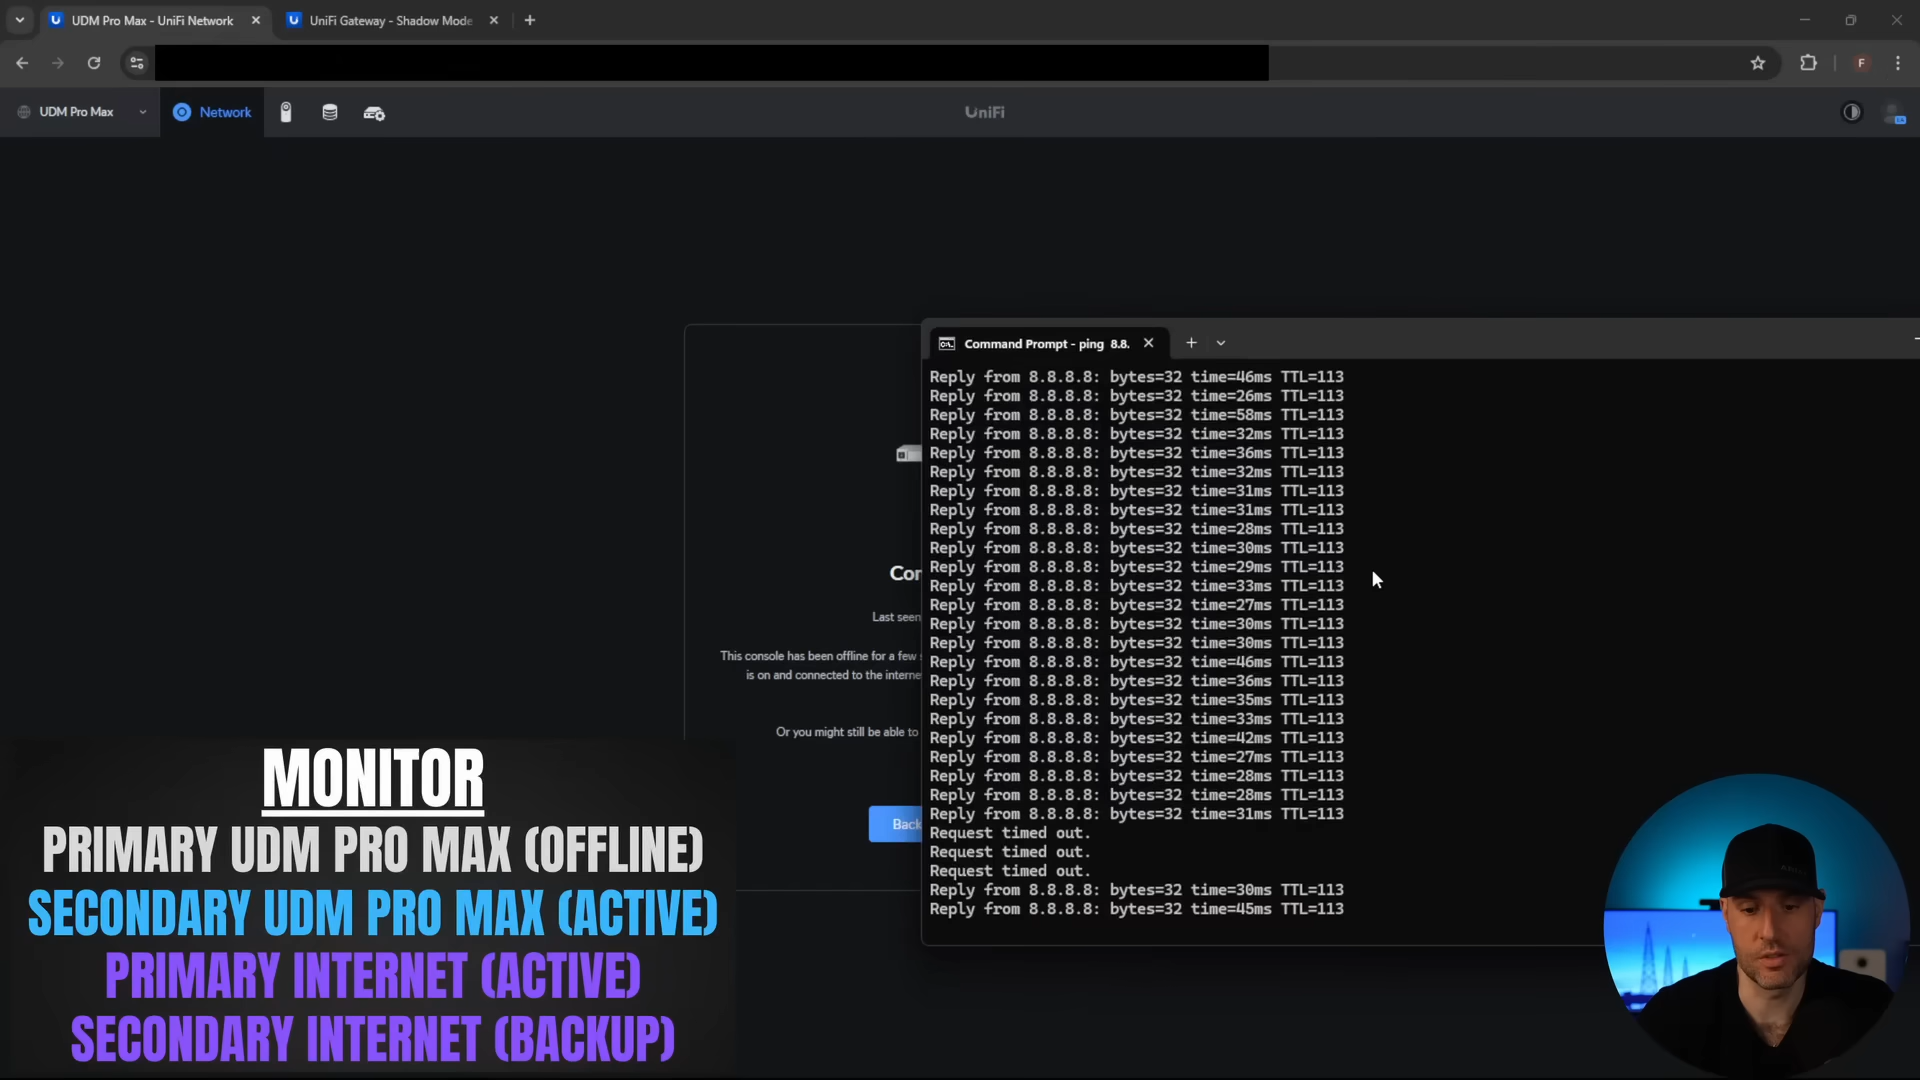 UDM Pro Max - UniFi Network
UniFi Gateway - Shadow Mode
F
UDM Pro Max
Network
UniFi
Command Prompt - ping 8.8.
Reply from 8.8.8.8: bytes=32 time=46ms TTL=113
Reply from 8.8.8.8: bytes=32 time=26ms TTL=113
Reply from 8.8.8.8: bytes=32 time=58ms TTL=113
Reply from 8.8.8.8: bytes=32 time=32ms TTL=113
Reply from 8.8.8.8: bytes=32 time=36ms TTL=113
Reply from 8.8.8.8: bytes=32 time=32ms TTL=113
Reply from 8.8.8.8: bytes=32 time=31ms TTL=113
Reply from 8.8.8.8: bytes=32 time=31ms TTL=113
Reply from 8.8.8.8: bytes=32 time=28ms TTL=113
Reply from 8.8.8.8: bytes=32 time=30ms TTL=113
Reply from 8.8.8.8: bytes=32 time=29ms TTL=113
Reply from 8.8.8.8: bytes=32 time=33ms TTL=113
Reply from 8.8.8.8: bytes=32 time=27ms TTL=113
Reply from 8.8.8.8: bytes=32 time=30ms TTL=113
Reply from 8.8.8.8: bytes=32 time=30ms TTL=113
Reply from 8.8.8.8: bytes=32 time=46ms TTL=113
Reply from 8.8.8.8: bytes=32 time=36ms TTL=113
Reply from 8.8.8.8: bytes=32 time=35ms TTL=113
Reply from 8.8.8.8: bytes=32 time=33ms TTL=113
Reply from 8.8.8.8: bytes=32 time=42ms TTL=113
Reply from 8.8.8.8: bytes=32 time=27ms TTL=113
Reply from 8.8.8.8: bytes=32 time=28ms TTL=113
Reply from 8.8.8.8: bytes=32 time=28ms TTL=113
Reply from 8.8.8.8: bytes=32 time=31ms TTL=113
Request timed out.
Request timed out.
Request timed out.
Reply from 8.8.8.8: bytes=32 time=30ms TTL=113
Reply from 8.8.8.8: bytes=32 time=45ms TTL=113
Last seen
This console has been offline for a few
is on and connected to the interne
Or you might still be able to
Back
MONITOR
PRIMARY UDM PRO MAX (OFFLINE)
SECONDARY UDM PRO MAX (ACTIVE)
PRIMARY INTERNET (ACTIVE)
SECONDARY INTERNET (BACKUP)